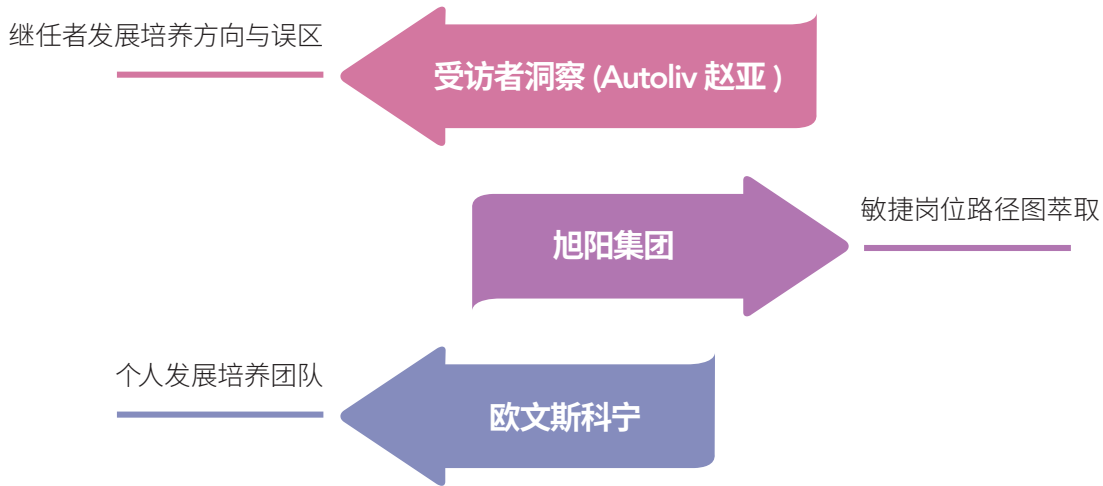 继任者发展培养方向与误区
受访者洞察 (Autoliv 赵亚 )
旭阳集团
敏捷岗位路径图萃取
个人发展培养团队
欧文斯科宁